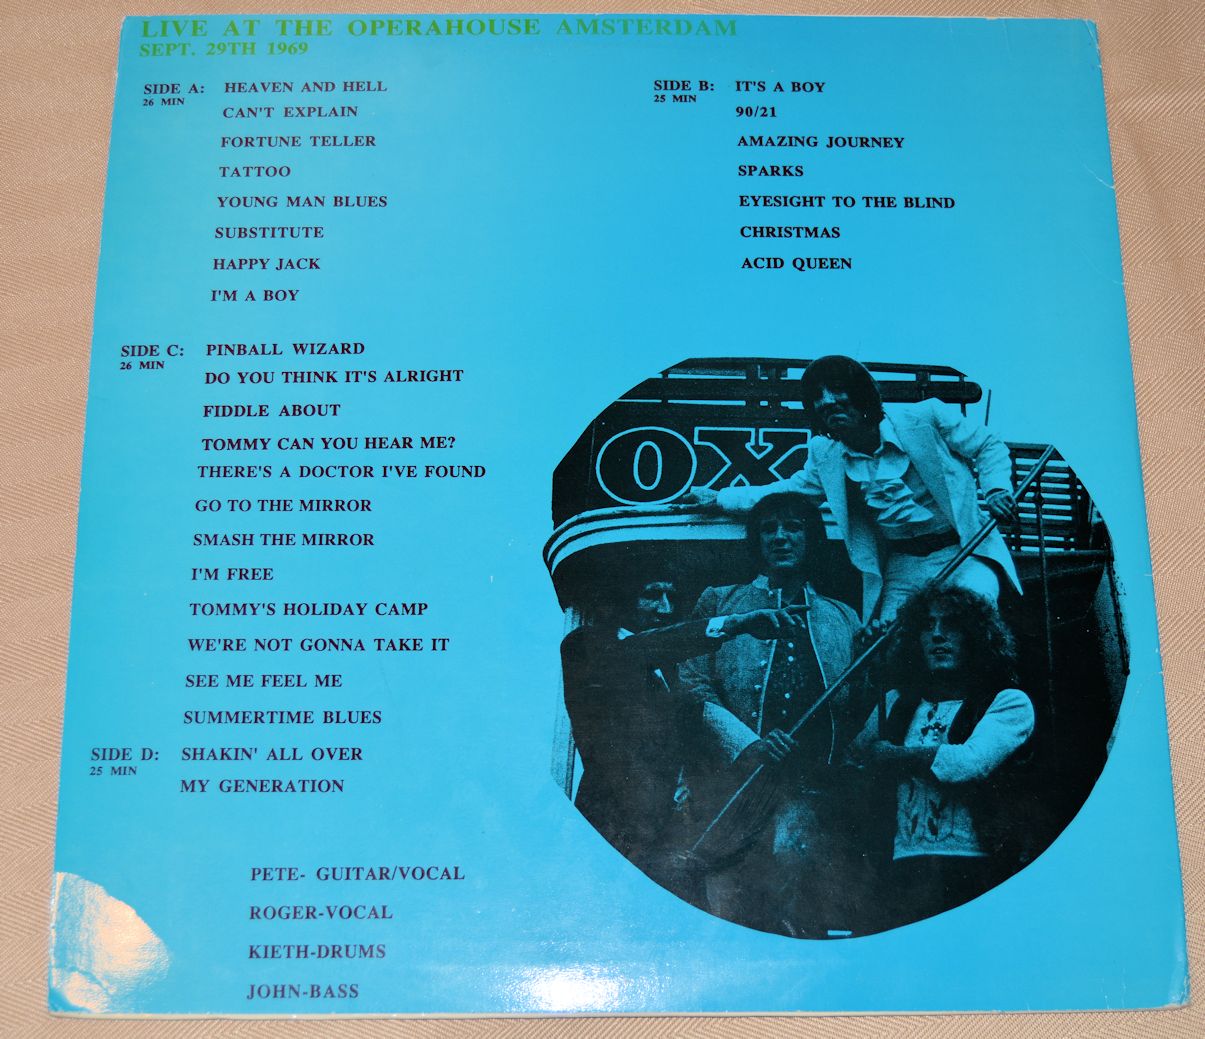 LIVE AT THE OPERAHOUSE AMSTERDAM
SEPT. 29TH 1969
SIDE A: HEAVEN AND HELL
26 MIN
CAN'T EXPLAIN
FORTUNE TELLER
TATTOO
YOUNG MAN BLUES
SUBSTITUTE
HAPPY JACK
I'M A BOY
SIDE B: IT'S A BOY
25 MIN
90/21
AMAZING JOURNEY
SPARKS
EYESIGHT TO THE BLIND
CHRISTMAS
ACID QUEEN
SIDE C: PINBALL WIZARD
26 MIN
DO YOU THINK IT'S ALRIGHT
FIDDLE ABOUT
TOMMY CAN YOU HEAR ME?
THERE'S A DOCTOR I'VE FOUND
GO TO THE MIRROR
SMASH THE MIRROR
I'M FREE
TOMMY'S HOLIDAY CAMP
WE'RE NOT GONNA TAKE IT
SEE ME FEEL ME
SUMMERTIME BLUES
SIDE D: SHAKIN' ALL OVER
25 MIN
MY GENERATION
OX
PETE- GUITAR/VOCAL
ROGER-VOCAL
KIETH-DRUMS
JOHN-BASS